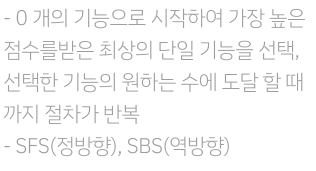 - 0 개의 기능으로 시작하여 가장 높은
점수를받은 최상의 단일 기능을 선택,
선택한 기능의 원하는 수에 도달 할 때
까지 절차가 반복
- SFS(정방향), SBS(역방향)